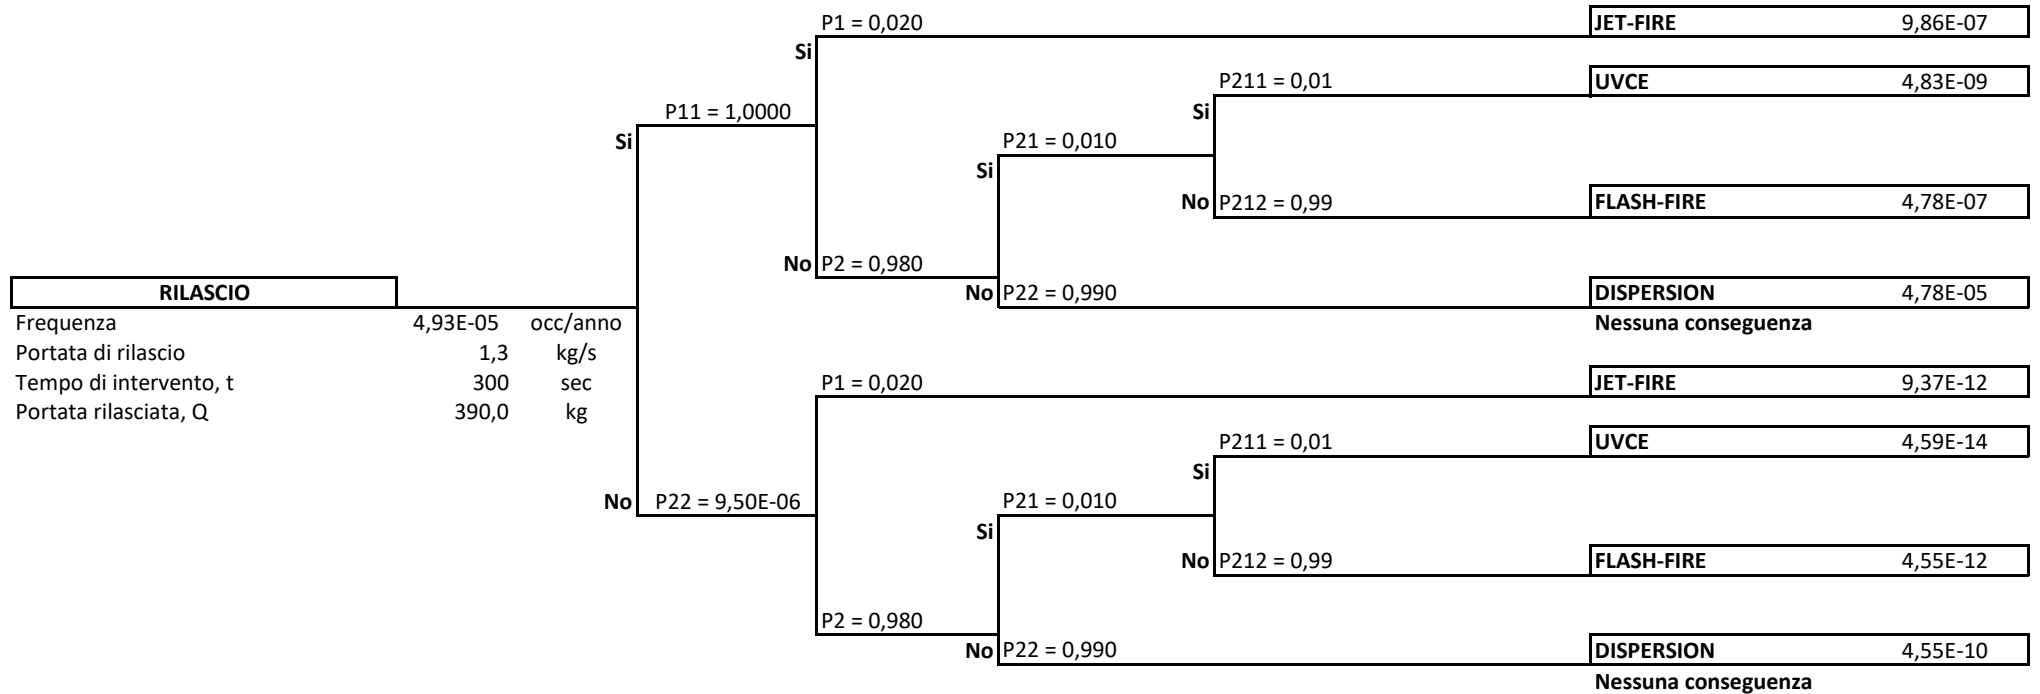 P1 = 0,020 JET-FIRE 9,86E-07
Si
P211 = 0,01 UVCE 4,83E-09
P11 = 1,0000 Si
Si P21 = 0,010
Si
No P212 = 0,99 FLASH-FIRE 4,78E-07
No P2 = 0,980
RILASCIO No P22 = 0,990 DISPERSION 4,78E-05
Frequenza 4,93E-05 occ/anno Nessuna conseguenza
Portata di rilascio 1,3 kg/s
Tempo di intervento, t 300 sec P1 = 0,020 JET-FIRE 9,37E-12
Portata rilasciata, Q 390,0 kg
P211 = 0,01 UVCE 4,59E-14
Si
No P22 = 9,50E-06 P21 = 0,010
Si
No P212 = 0,99 FLASH-FIRE 4,55E-12
P2 = 0,980
No P22 = 0,990 DISPERSION 4,55E-10
Nessuna conseguenza